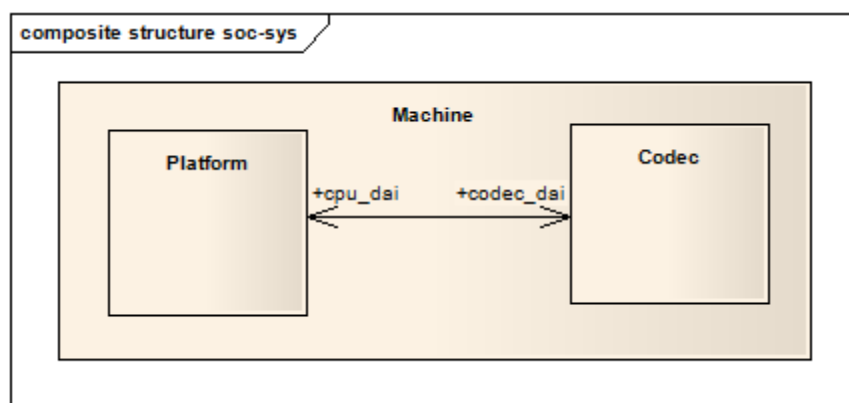 composite structure soc-sys
Machine
Platform
Codec
+cpu_dai
+codec_dai